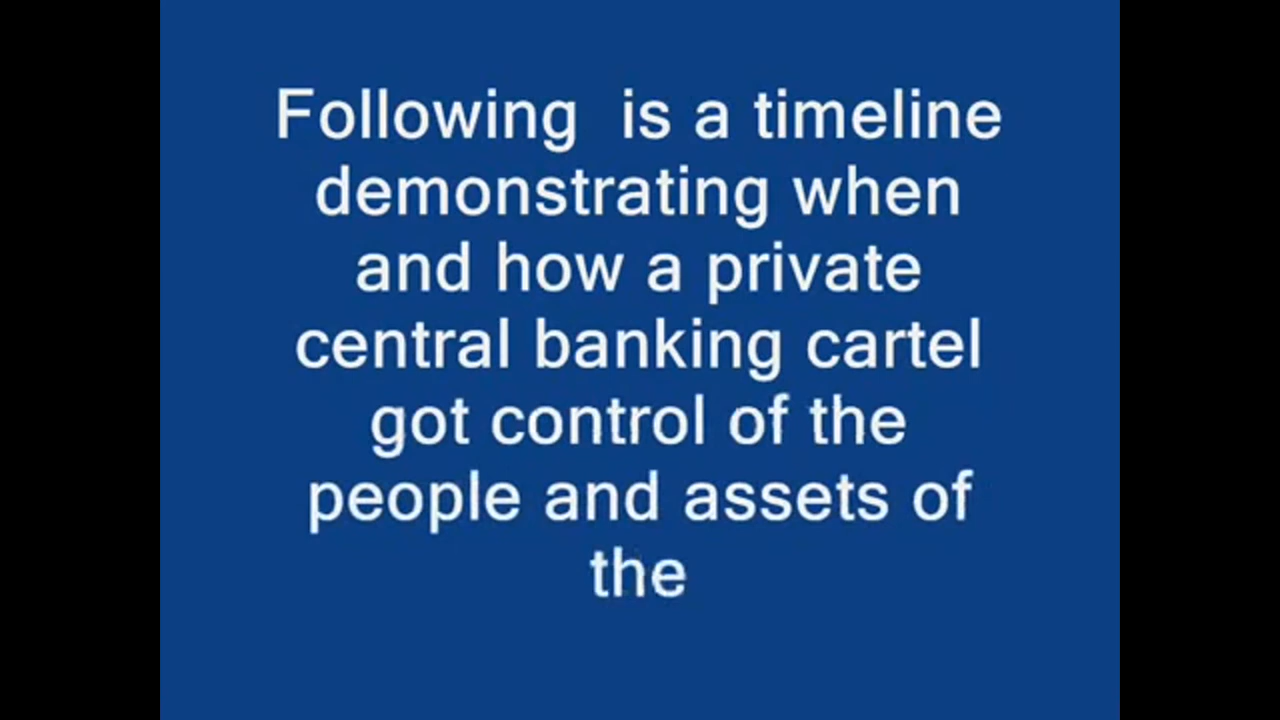 Following  is a timeline
demonstrating when
and how a private
central banking cartel
got control of the
people and assets of
the